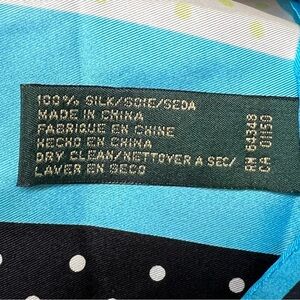 100% SILK/SOIE/SEDA
MADE IN CHINA
FABRIQUE EN CHINE
HECHO EN CHINA
DRY CLEAN/NETTOYER A SEC/
LAVER EN SECO
RN 64348
CA 01150